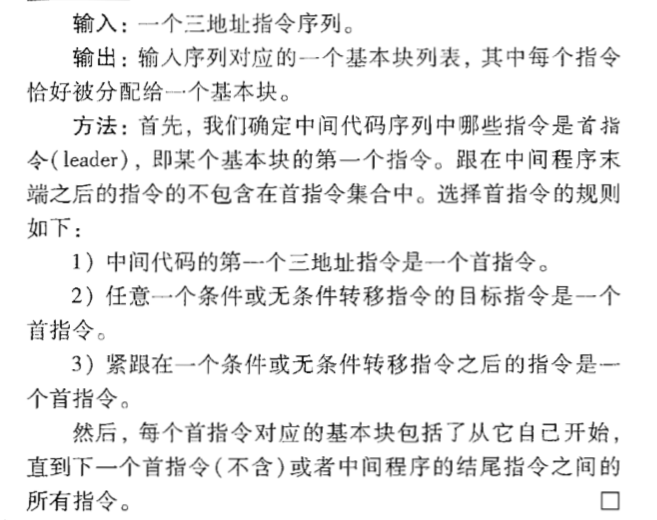 输入：一个三地址指令序列。
输出：输入序列对应的一个基本块列表，其中每个指令
恰好被分配给一个基本块。
方法：首先，我们确定中间代码序列中哪些指令是首指
令(leader)，即某个基本块的第一个指令。跟在中间程序末
端之后的指令的不包含在首指令集合中。选择首指令的规则
如下：
1）中间代码的第一个三地址指令是一个首指令。
2）任意一个条件或无条件转移指令的目标指令是一个
首指令。
3）紧跟在一个条件或无条件转移指令之后的指令是一
个首指令。
然后，每个首指令对应的基本块包括了从它自己开始，
直到下一个首指令(不含)或者中间程序的结尾指令之间的
所有指令。 □